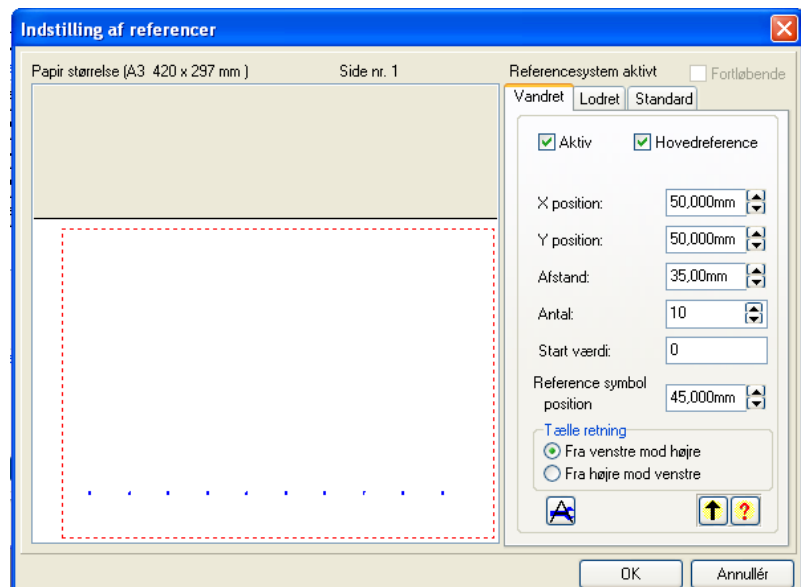 Indstilling af referencer
Papir størrelse (A3 420 x 297 mm ) Side nr. 1 Referencesystem aktivt Fortløbende
Vandret Lodret Standard
Aktiv Hovedreference
X position: 50,000mm
Y position: 50,000mm
Afstand: 35,00mm
Antal: 10
Start værdi: 0
Reference symbol
position 45,000mm
Tælle retning
Fra venstre mod højre
Fra højre mod venstre
OK Annullér